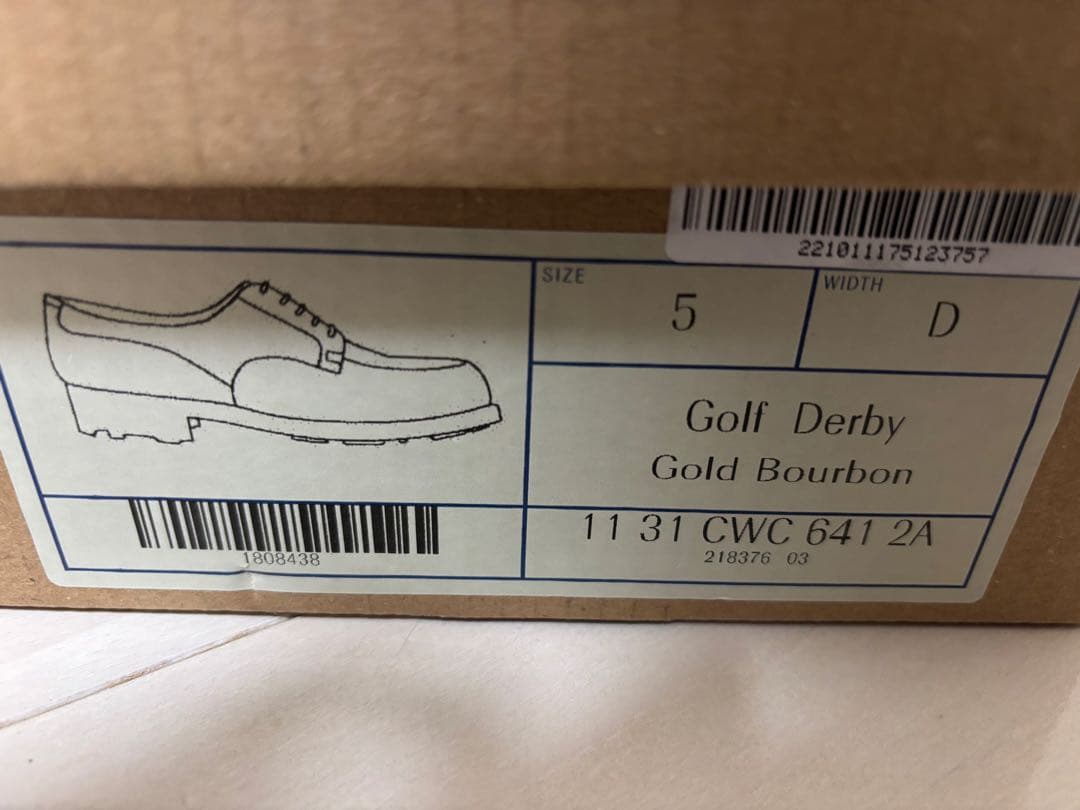 221011175123757
SIZE
5
WIDTH
D
Golf Derby
Gold Bourbon
11 31 CWC 641 2A
218376 03
1808438